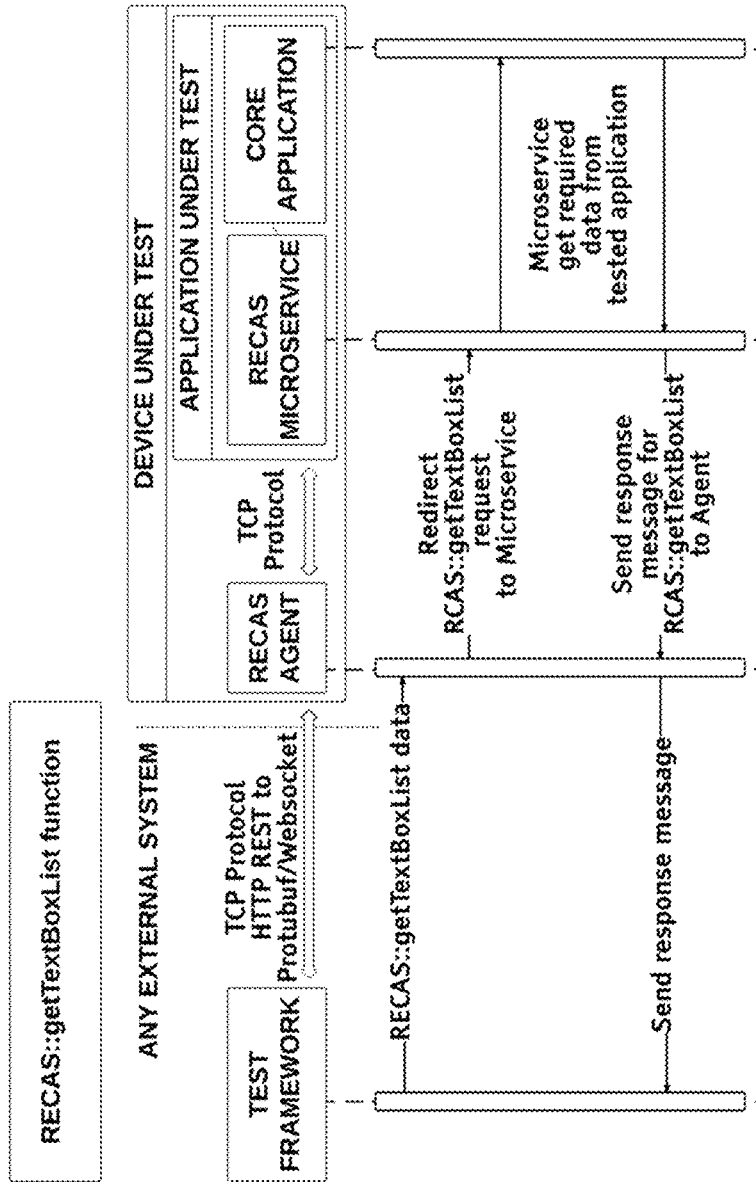 RECAS::getTextBoxList function
ANY EXTERNAL SYSTEM
DEVICE UNDER TEST
APPLICATION UNDER TEST
TEST
FRAMEWORK
TCP Protocol
HTTP REST to
Protubuf/Websocket
RECAS
AGENT
TCP
Protocol
RECAS
MICROSERVICE
CORE
APPLICATION
RECAS::getTextBoxList data
Redirect
RCAS::getTextBoxList
request
to Microservice
Microservice
get required
data from
tested application
Send response message
Send response
message for
RCAS::getTextBoxList
to Agent